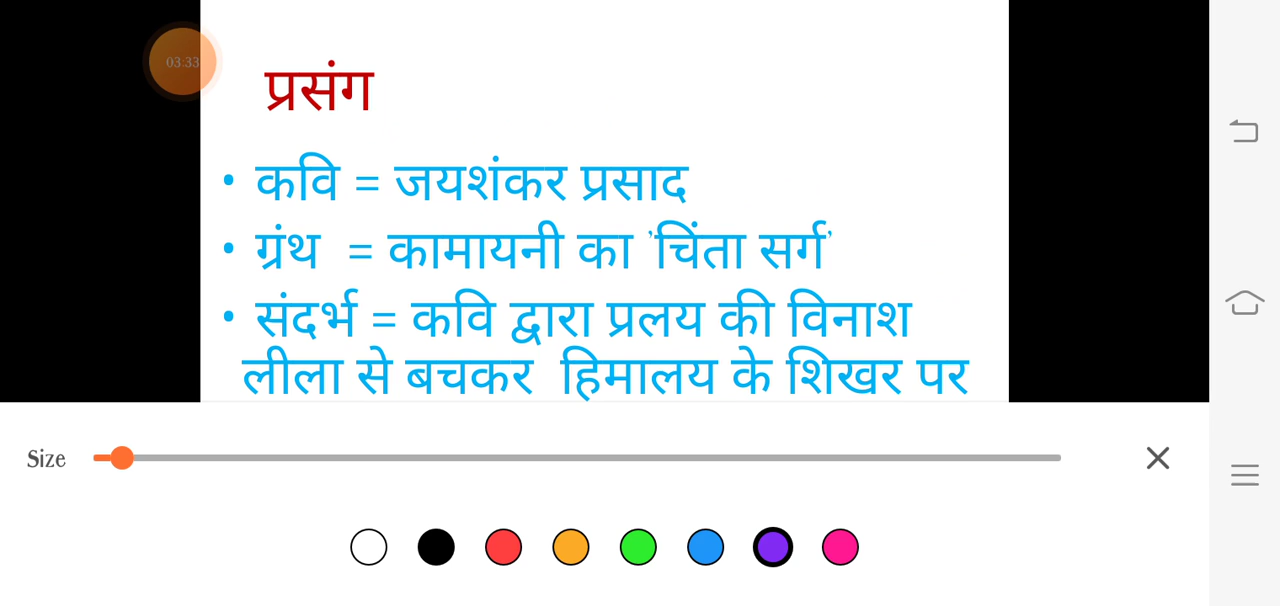 03:33
प्रसंग
• कवि = जयशंकर प्रसाद
• ग्रंथ = कामायनी का 'चिंता सर्ग'
• संदर्भ = कवि द्वारा प्रलय की विनाश
लीला से बचकर हिमालय के शिखर पर
Size